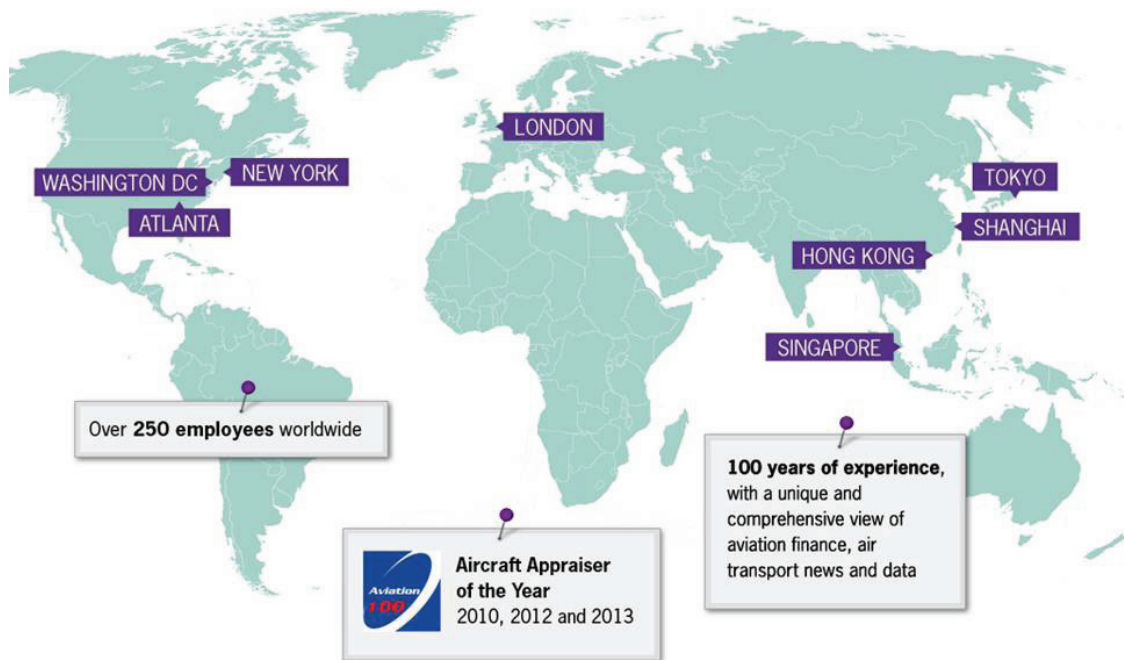 LONDON
NEW YORK
WASHINGTON DC
ATLANTA
TOKYO
SHANGHAI
HONG KONG
SINGAPORE
Over 250 employees worldwide
100 years of experience,
with a unique and
comprehensive view of
aviation finance, air
transport news and data
Aviation
100
Aircraft Appraiser
of the Year
2010, 2012 and 2013